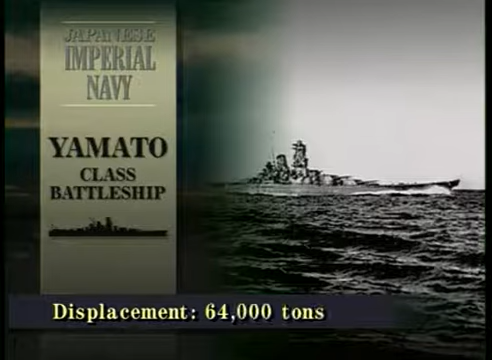 JAPANESE
IMPERIAL
NAVY
YAMATO
CLASS
BATTLESHIP
Displacement: 64,000 tons